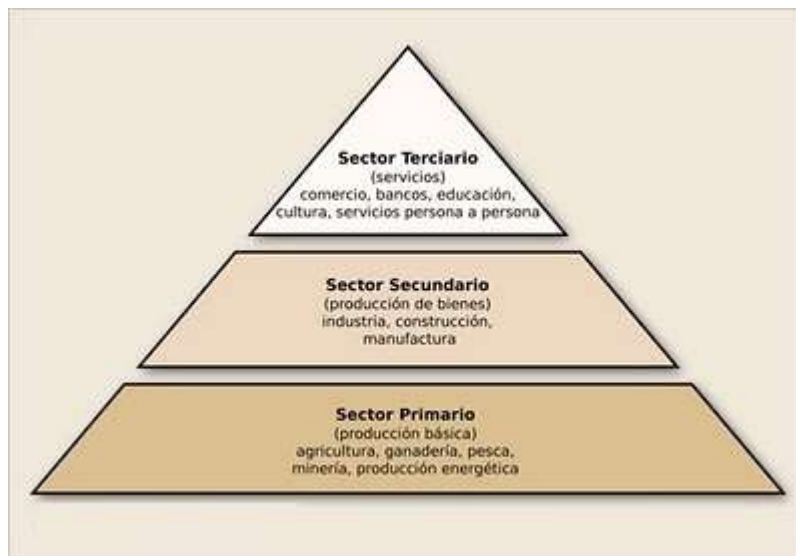 Sector Terciario
(servicios)
comercio, bancos, educación,
cultura, servicios persona a persona
Sector Secundario
(producción de bienes)
industria, construcción,
manufactura
Sector Primario
(producción básica)
agricultura, ganadería, pesca,
minería, producción energética